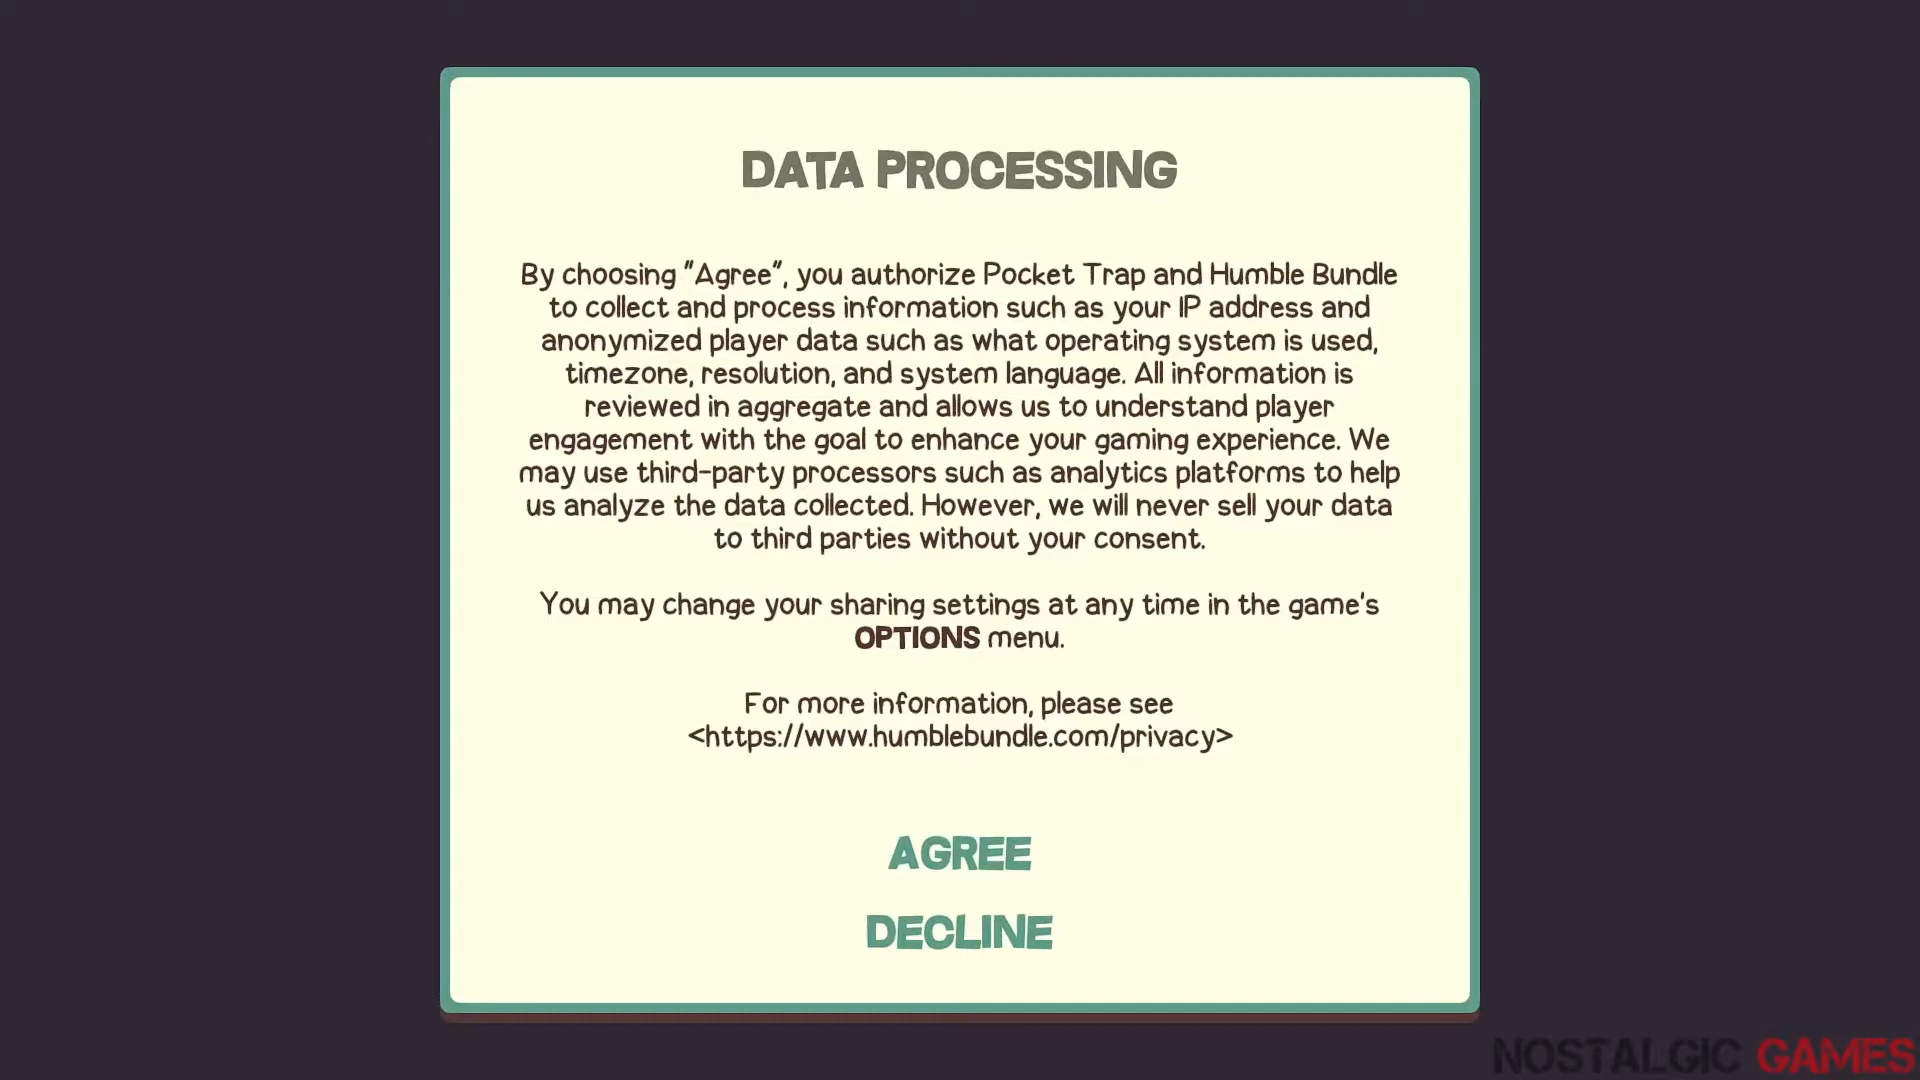 DATA PROCESSING
By choosing "Agree", you authorize Pocket Trap and Humble Bundle
to collect and process information such as your IP address and
anonymized player data such as what operating system is used,
timezone, resolution, and system language. All information is
reviewed in aggregate and allows us to understand player
engagement with the goal to enhance your gaming experience. We
may use third-party processors such as analytics platforms to help
us analyze the data collected. However, we will never sell your data
to third parties without your consent.
You may change your sharing settings at any time in the game's
OPTIONS menu.
For more information, please see
<https://www.humblebundle.com/privacy>
AGREE
DECLINE
NOSTALGIC GAMES